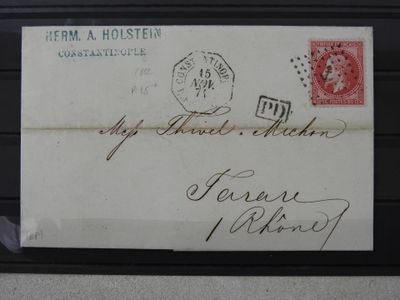 HERM. A. HOLSTEIN
CONSTANTINOPLE
CONSTANTINOPLE
15
NOV.
71
PD
Mess Thivel-Michon
Tarare
/Rhône/